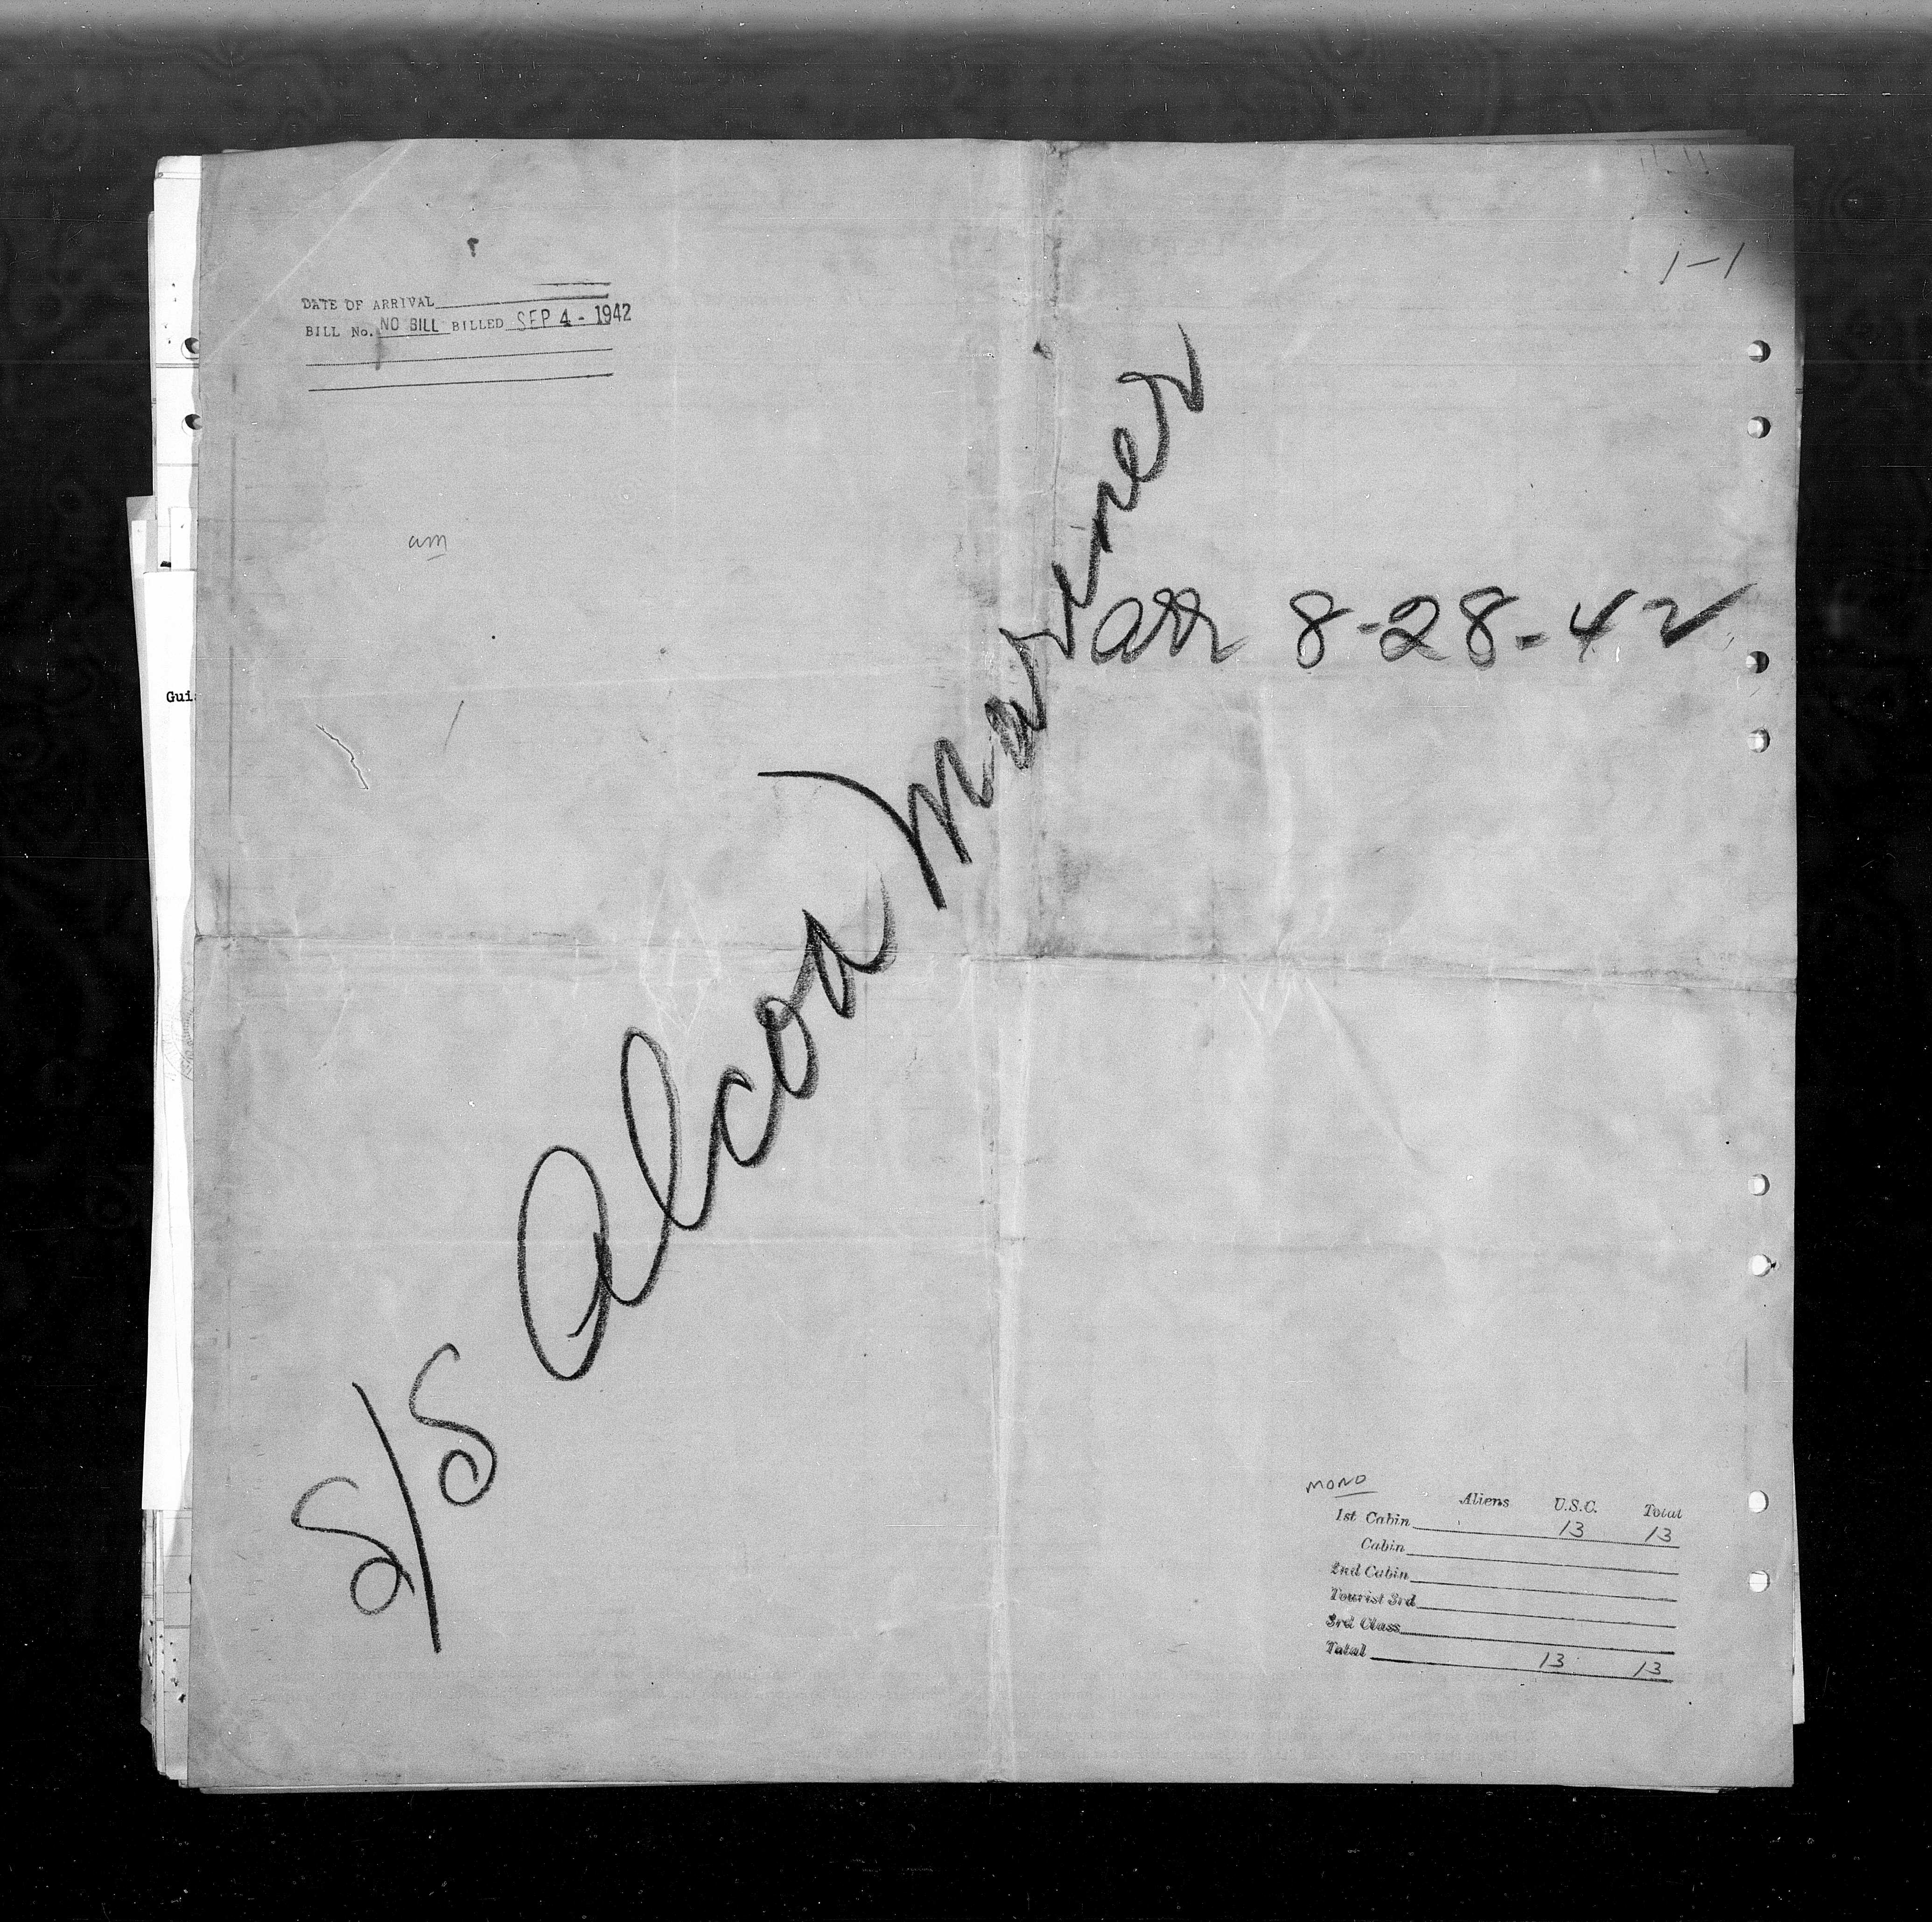 1-1
DATE OF ARRIVAL
BILL No. NO BILL BILLED SEP 4 - 1942
am
S/S Alcoa Mariner
arr 8-28-42
Gui
MONO
Aliens U.S.C. Total
1st Cabin 13 13
Cabin
2nd Cabin
Tourist 3rd
3rd Class
Total 13 13